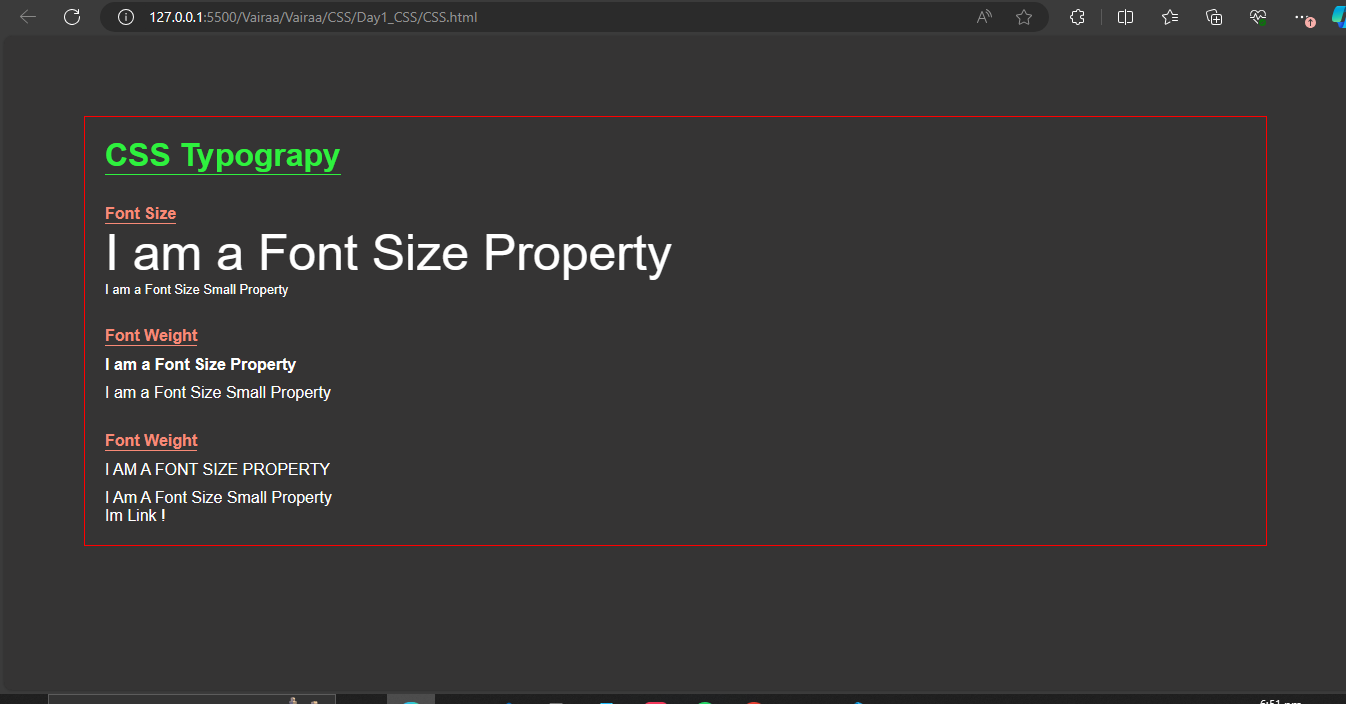 127.0.0.1:5500/Vairaa/Vairaa/CSS/Day1_CSS/CSS.html
CSS Typograpy
Font Size
I am a Font Size Property
I am a Font Size Small Property
Font Weight
I am a Font Size Property
I am a Font Size Small Property
Font Weight
I AM A FONT SIZE PROPERTY
I Am A Font Size Small Property
Im Link !